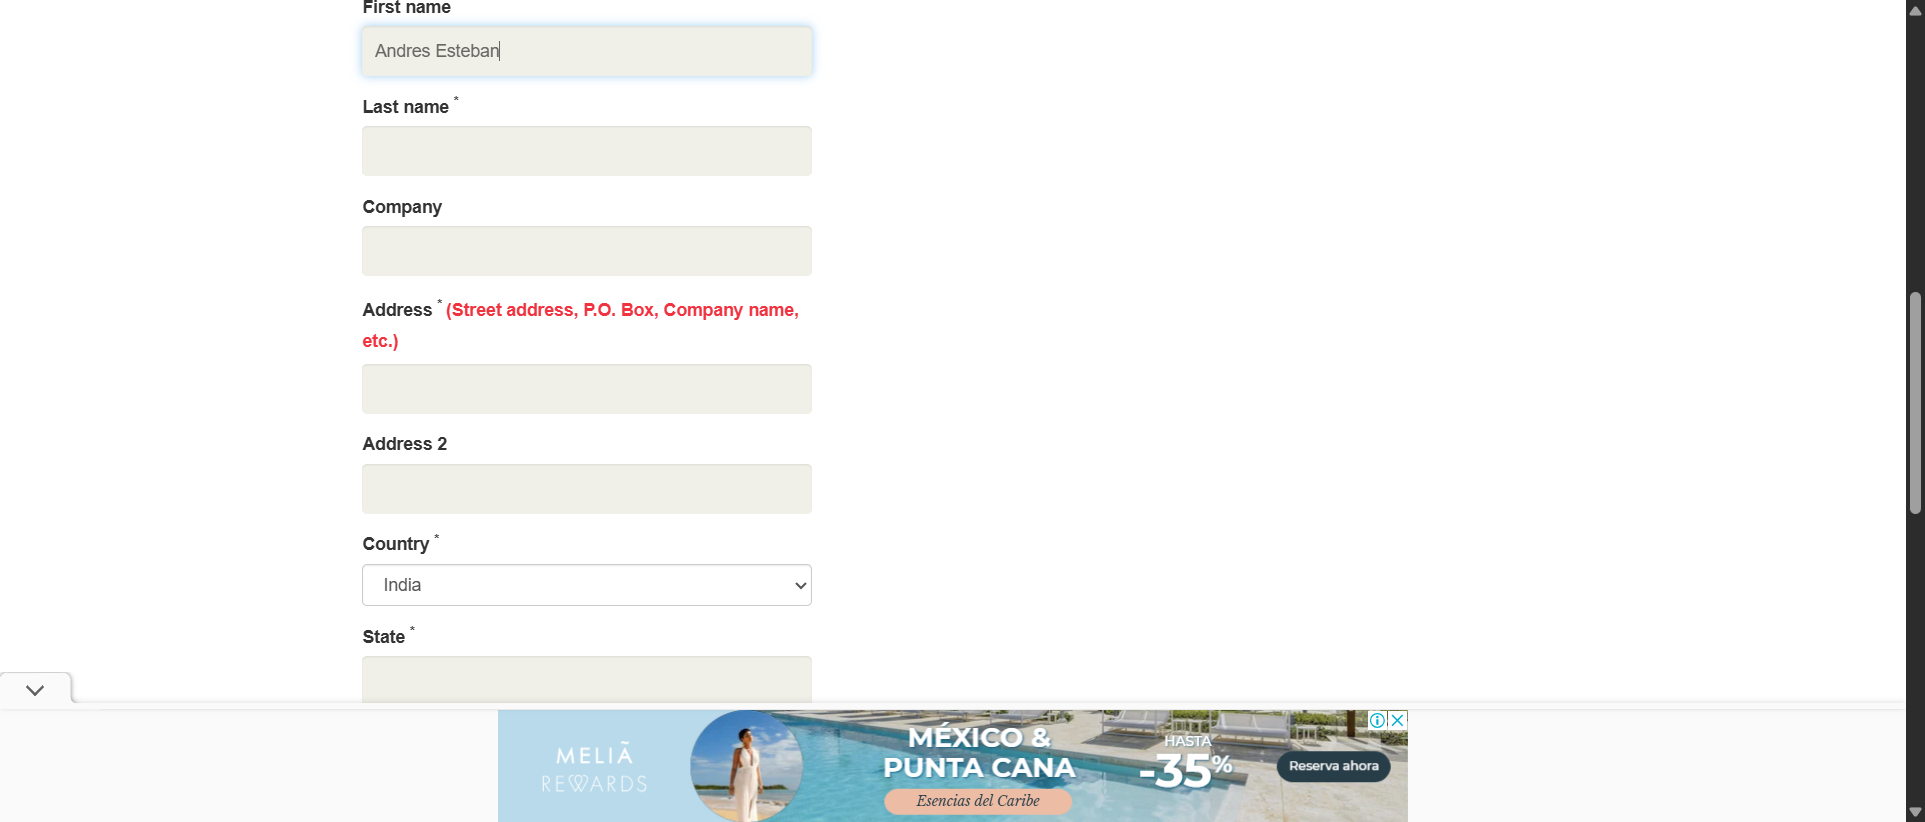 First name
Andres Esteban
Last name *
Company
Address * (Street address, P.O. Box, Company name,
etc.)
Address 2
Country *
India
State *
MELIÃ
REWARDS
MÉXICO &
PUNTA CANA
Esencias del Caribe
HASTA
-35%
Reserva ahora